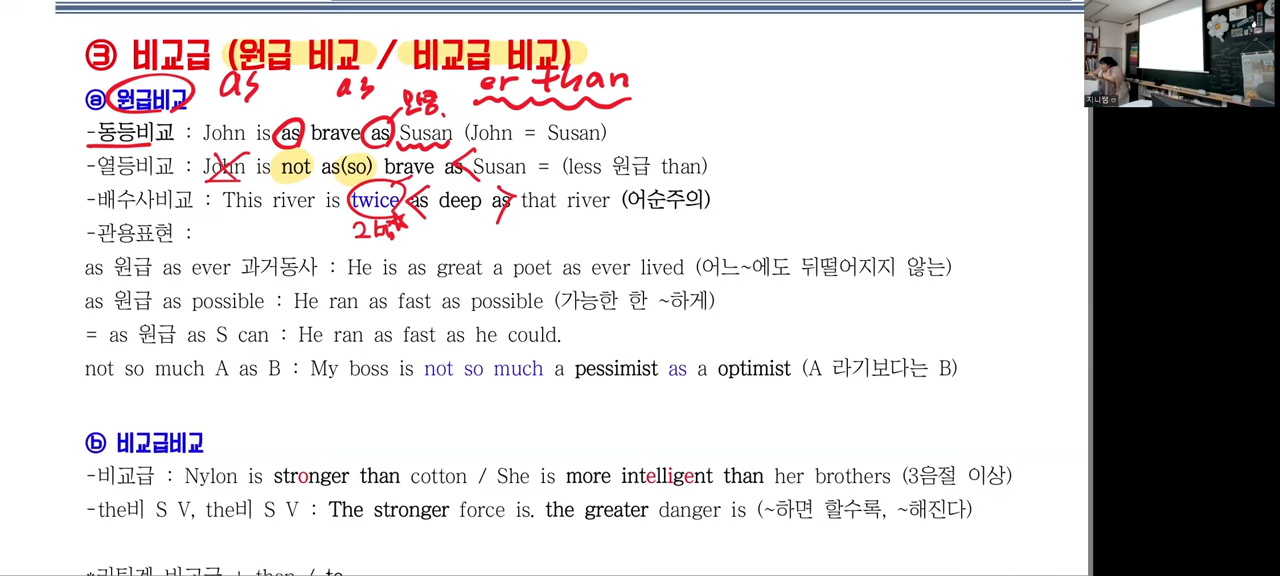 ③ 비교급 (원급 비교 / 비교급 비교)
as as er than
ⓐ 원급비교
-동등비교 : John is as brave as Susan (John = Susan)
-열등비교 : John is not as(so) brave as Susan = (less 원급 than)
-배수사비교 : This river is twice as deep as that river (어순주의)
-관용표현 :
as 원급 as ever 과거동사 : He is as great a poet as ever lived (어느~에도 뒤떨어지지 않는)
as 원급 as possible : He ran as fast as possible (가능한 한 ~하게)
= as 원급 as S can : He ran as fast as he could.
not so much A as B : My boss is not so much a pessimist as a optimist (A 라기보다는 B)
ⓑ 비교급비교
-비교급 : Nylon is stronger than cotton / She is more intelligent than her brothers (3음절 이상)
-the비 S V, the비 S V : The stronger force is. the greater danger is (~하면 할수록, ~해진다)
지니쌤